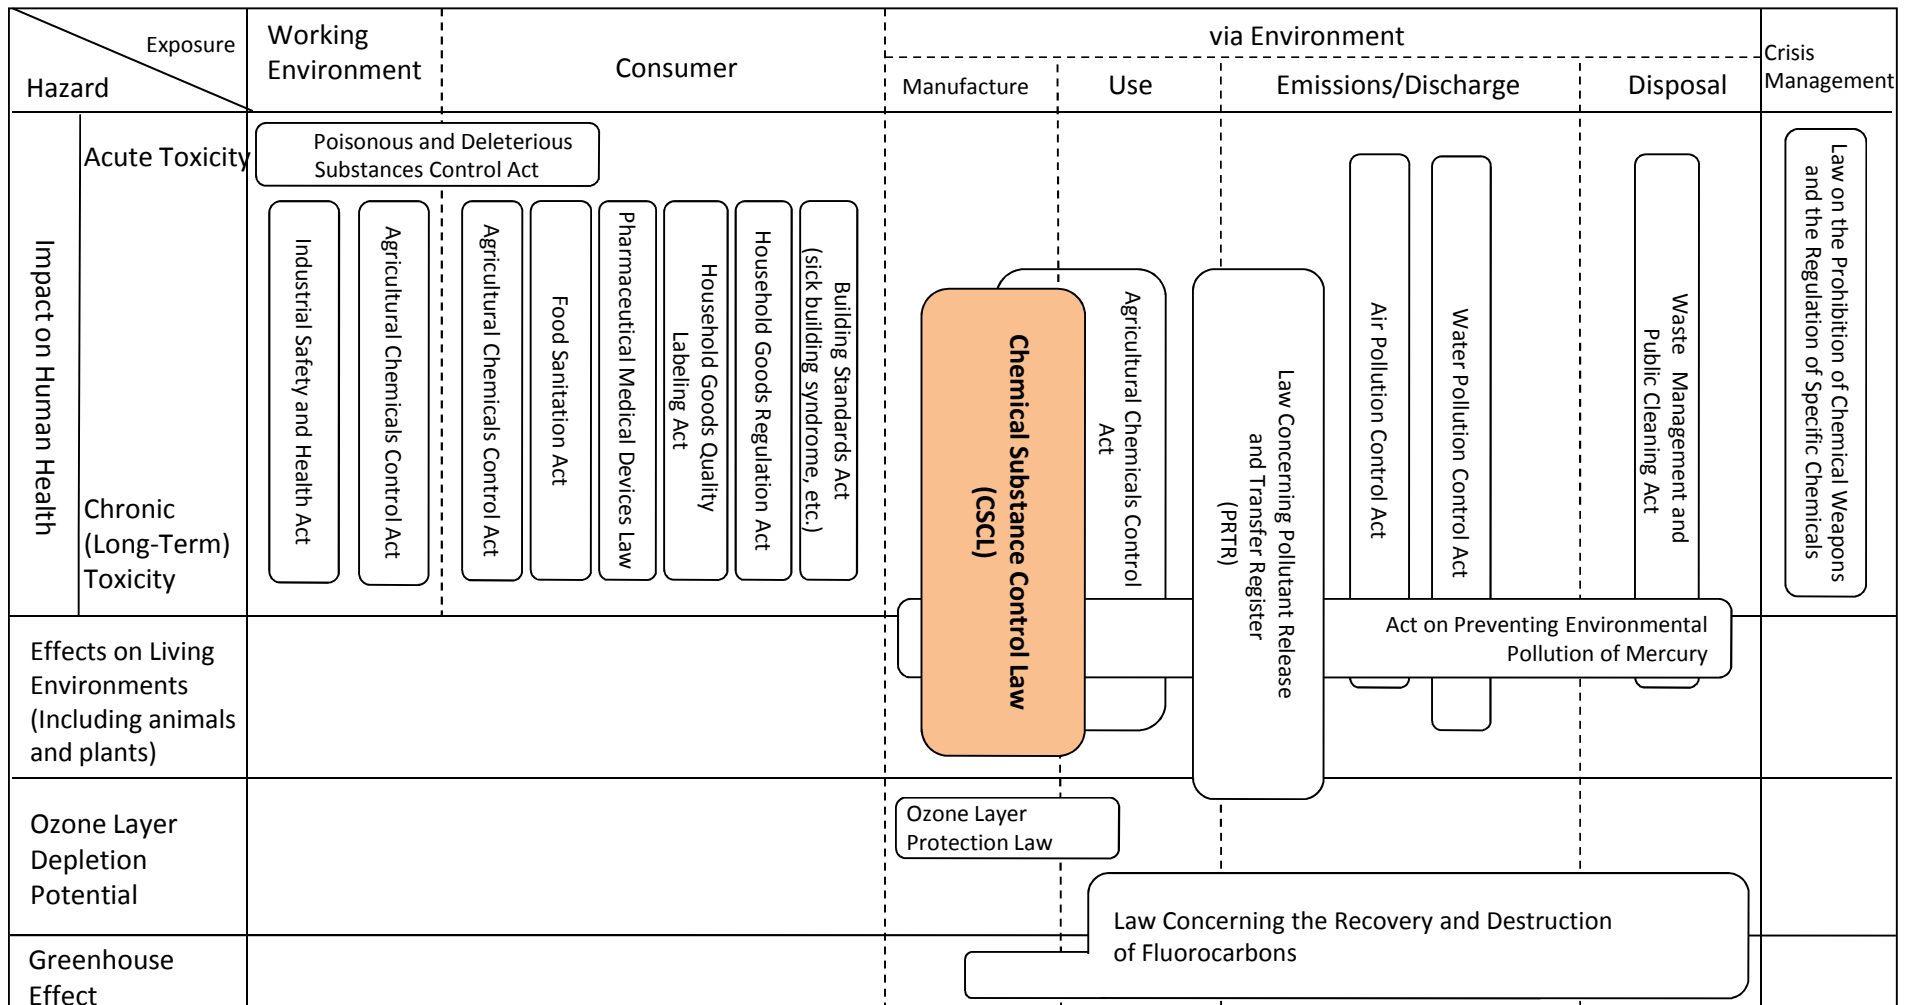 Exposure
Hazard
Working
Environment
Consumer
via Environment
Manufacture
Use
Emissions/Discharge
Disposal
Crisis
Management
Impact on Human Health
Acute Toxicity
Chronic
(Long-Term)
Toxicity
Poisonous and Deleterious
Substances Control Act
Industrial Safety and Health Act
Agricultural Chemicals Control Act
Agricultural Chemicals Control Act
Food Sanitation Act
Pharmaceutical Medical Devices Law
Household Goods Quality
Labeling Act
Household Goods Regulation Act
Building Standards Act
(sick building syndrome, etc.)
Chemical Substance Control Law
(CSCL)
Agricultural Chemicals Control
Act
Law Concerning Pollutant Release
and Transfer Register
(PRTR)
Air Pollution Control Act
Water Pollution Control Act
Waste Management and
Public Cleaning Act
Law on the Prohibition of Chemical Weapons
and the Regulation of Specific Chemicals
Act on Preventing Environmental
Pollution of Mercury
Effects on Living
Environments
(Including animals
and plants)
Ozone Layer
Depletion
Potential
Ozone Layer
Protection Law
Law Concerning the Recovery and Destruction
of Fluorocarbons
Greenhouse
Effect